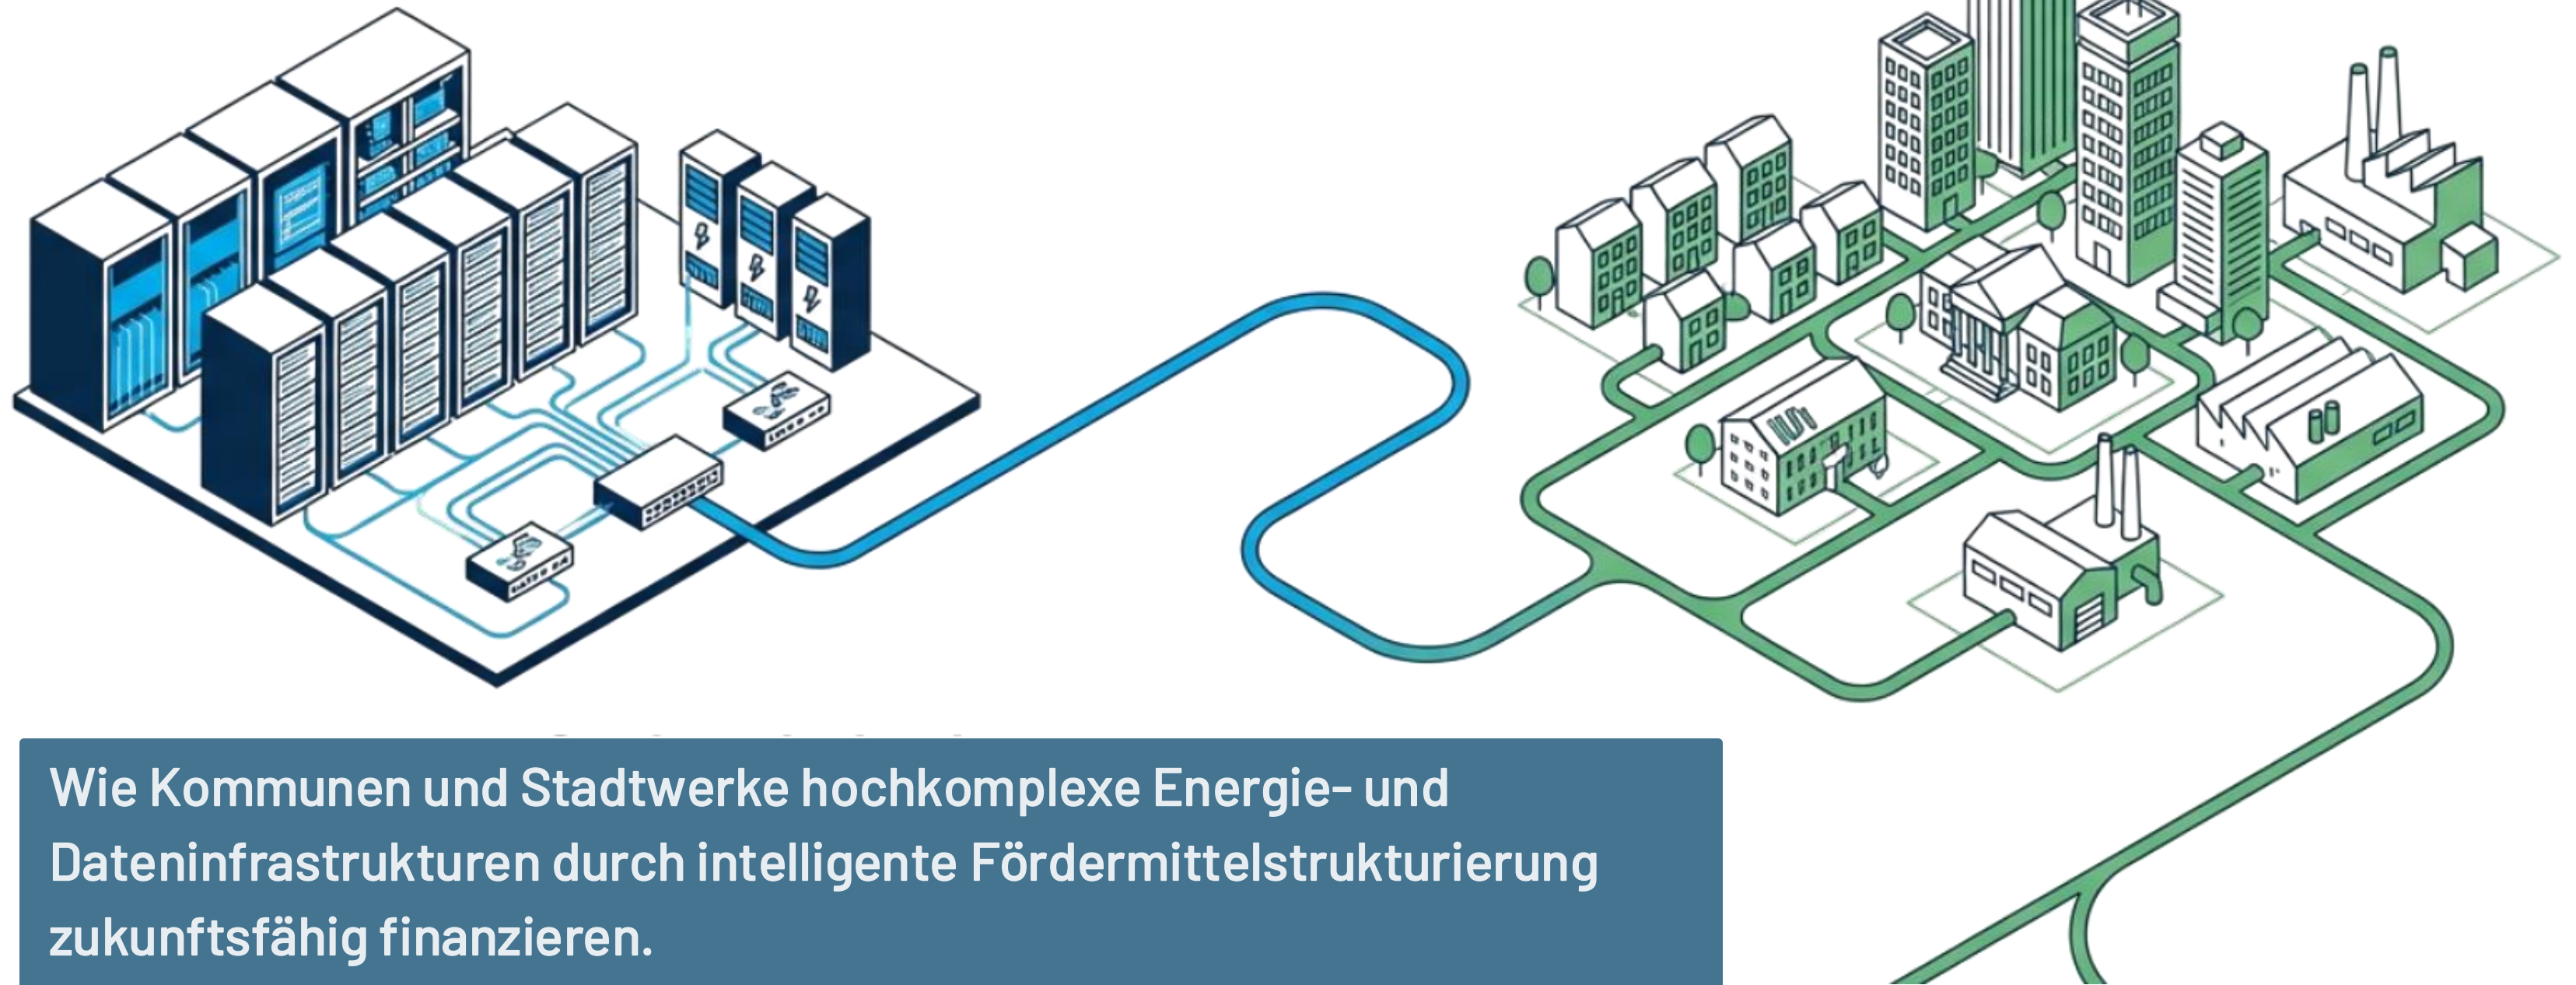 Wie Kommunen und Stadtwerke hochkomplexe Energie- und
Dateninfrastrukturen durch intelligente Fördermittelstrukturierung
zukunftsfähig finanzieren.